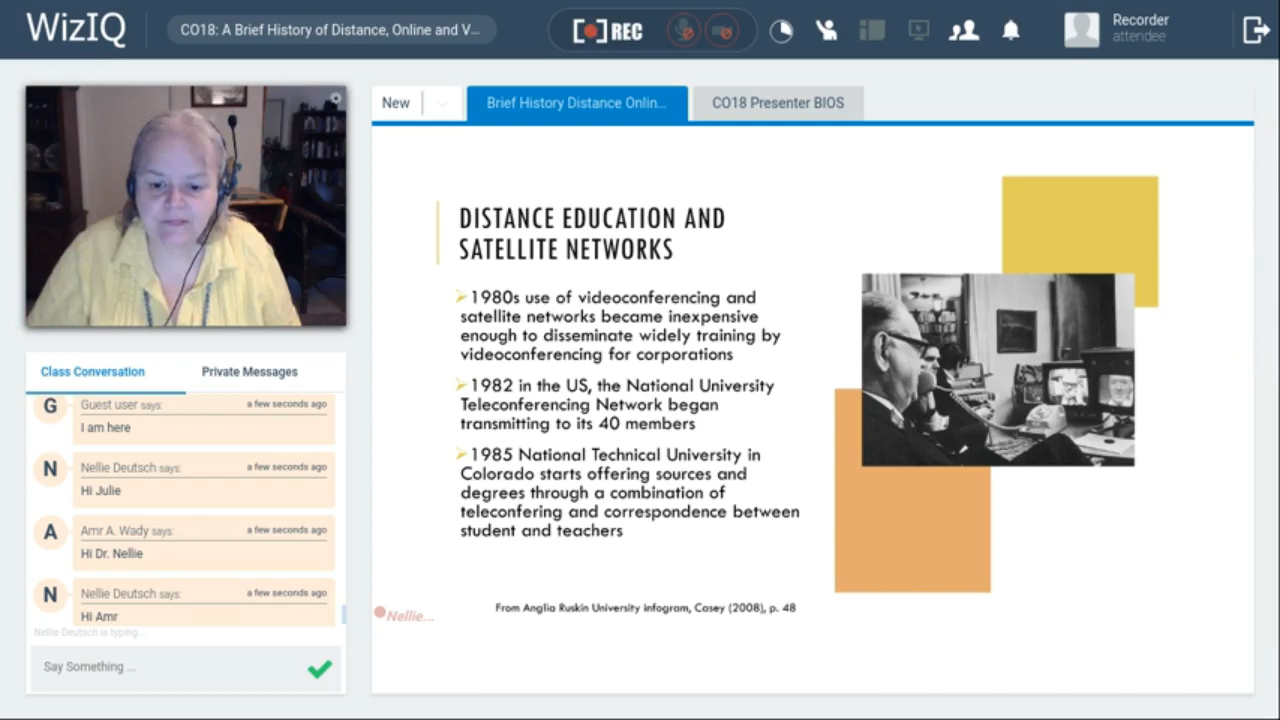 WizIQ
CO18: A Brief History of Distance, Online and V...
REC
Recorder
attendee
New
Brief History Distance Onlin...
CO18 Presenter BIOS
DISTANCE EDUCATION AND
SATELLITE NETWORKS
1980s use of videoconferencing and
satellite networks became inexpensive
enough to disseminate widely training by
videoconferencing for corporations
1982 in the US, the National University
Teleconferencing Network began
transmitting to its 40 members
1985 National Technical University in
Colorado starts offering sources and
degrees through a combination of
teleconfering and correspondence between
student and teachers
From Anglia Ruskin University infogram, Casey (2008), p. 48
Nellie...
Class Conversation
Private Messages
G
Guest user says:
a few seconds ago
I am here
N
Nellie Deutsch says:
a few seconds ago
Hi Julie
A
Amr A. Wady says:
a few seconds ago
Hi Dr. Nellie
N
Nellie Deutsch says:
a few seconds ago
Hi Amr
Nellie Deutsch is typing...
Say Something ...